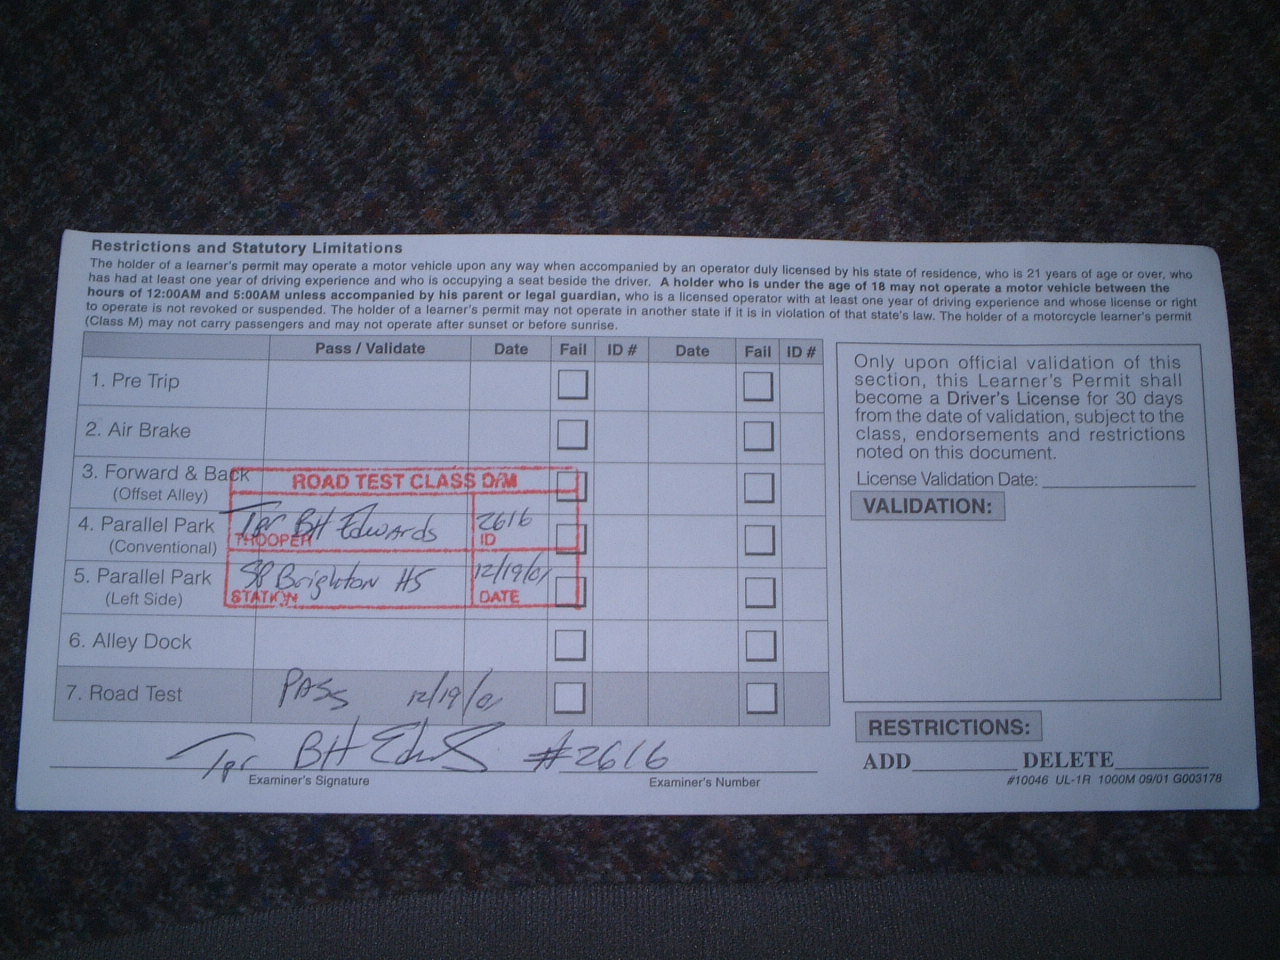 Restrictions and Statutory Limitations
The holder of a learner's permit may operate a motor vehicle upon any way when accompanied by an operator duly licensed by his state of residence, who is 21 years of age or over, who
has had at least one year of driving experience and who is occupying a seat beside the driver. A holder who is under the age of 18 may not operate a motor vehicle between the
hours of 12:00AM and 5:00AM unless accompanied by his parent or legal guardian, who is a licensed operator with at least one year of driving experience and whose license or right
to operate is not revoked or suspended. The holder of a learner's permit may not operate in another state if it is in violation of that state's law. The holder of a motorcycle learner's permit
(Class M) may not carry passengers and may not operate after sunset or before sunrise.
Pass / Validate Date Fail ID # Date Fail ID #
1. Pre Trip
2. Air Brake
3. Forward & Back
(Offset Alley)
4. Parallel Park
(Conventional)
5. Parallel Park
(Left Side)
6. Alley Dock
7. Road Test PASS 12/19/01
ROAD TEST CLASS D/M
Tpr BH Edwards 2616
TROOPER ID
SP Brighton HS 12/19/01
STATION DATE
Tpr BH Edwards #2616
Examiner's Signature Examiner's Number
Only upon official validation of this
section, this Learner's Permit shall
become a Driver's License for 30 days
from the date of validation, subject to the
class, endorsements and restrictions
noted on this document.
License Validation Date:
VALIDATION:
RESTRICTIONS:
ADD DELETE
#10046 UL-1R 1000M 09/01 G003178